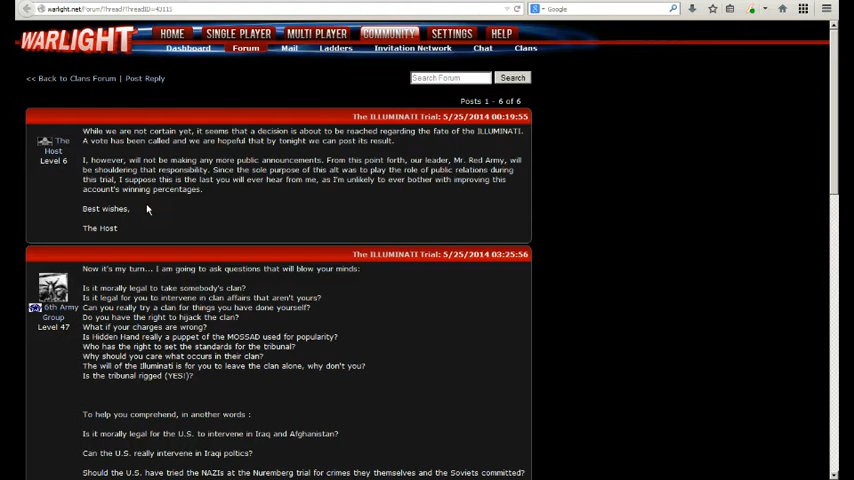 warlight.net/Forum/Thread?ThreadID=43111
Google
WARLIGHT
HOME SINGLE PLAYER MULTI PLAYER COMMUNITY SETTINGS HELP
Dashboard Forum Mail Ladders Invitation Network Chat Clans
<< Back to Clans Forum | Post Reply
Search Forum Search
Posts 1 - 6 of 6
The ILLUMINATI Trial: 5/25/2014 00:19:55
The Host
Level 6
While we are not certain yet, it seems that a decision is about to be reached regarding the fate of the ILLUMINATI.
A vote has been called and we are hopeful that by tonight we can post its result.
I, however, will not be making any more public announcements. From this point forth, our leader, Mr. Red Army, will
be shouldering that responsibility. Since the sole purpose of this alt was to play the role of public relations during
this trial, I suppose this is the last you will ever hear from me, as I'm unlikely to ever bother with improving this
account's winning percentages.
Best wishes,
The Host
The ILLUMINATI Trial: 5/25/2014 03:25:56
6th Army
Group
Level 47
Now it's my turn... I am going to ask questions that will blow your minds:
Is it morally legal to take somebody's clan?
Is it legal for you to intervene in clan affairs that aren't yours?
Can you really try a clan for things you have done yourself?
Do you have the right to hijack the clan?
What if your charges are wrong?
Is Hidden Hand really a puppet of the MOSSAD used for popularity?
Who has the right to set the standards for the tribunal?
Why should you care what occurs in their clan?
The will of the Illuminati is for you to leave the clan alone, why don't you?
Is the tribunal rigged (YES!)?
To help you comprehend, in another words :
Is it morally legal for the U.S. to intervene in Iraq and Afghanistan?
Can the U.S. really intervene in Iraqi poltics?
Should the U.S. have tried the NAZIs at the Nuremberg trial for crimes they themselves and the Soviets committed?